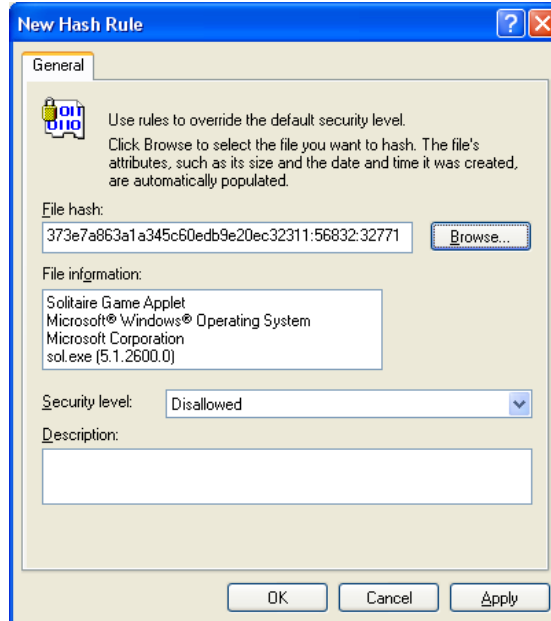 New Hash Rule
General
Use rules to override the default security level.
Click Browse to select the file you want to hash. The file's
attributes, such as its size and the date and time it was created,
are automatically populated.
File hash:
373e7a863a1a345c60edb9e20ec32311:56832:32771
Browse...
File information:
Solitaire Game Applet
Microsoft® Windows® Operating System
Microsoft Corporation
sol.exe (5.1.2600.0)
Security level:
Disallowed
Description:
OK
Cancel
Apply